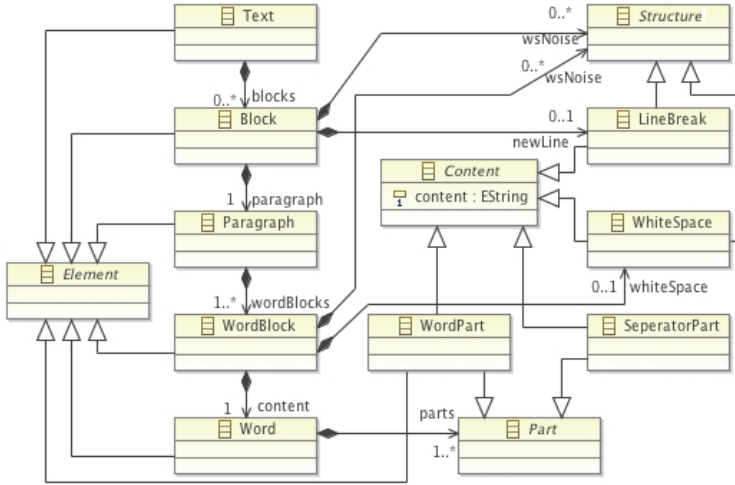 Text
Structure
0..*
wsNoise
0..*
wsNoise
0..*
blocks
Block
0..1
newLine
LineBreak
Content
content : EString
1
1
paragraph
Paragraph
WhiteSpace
Element
0..1
whiteSpace
1..*
wordBlocks
WordBlock
WordPart
SeperatorPart
1
content
parts
Word
Part
1..*